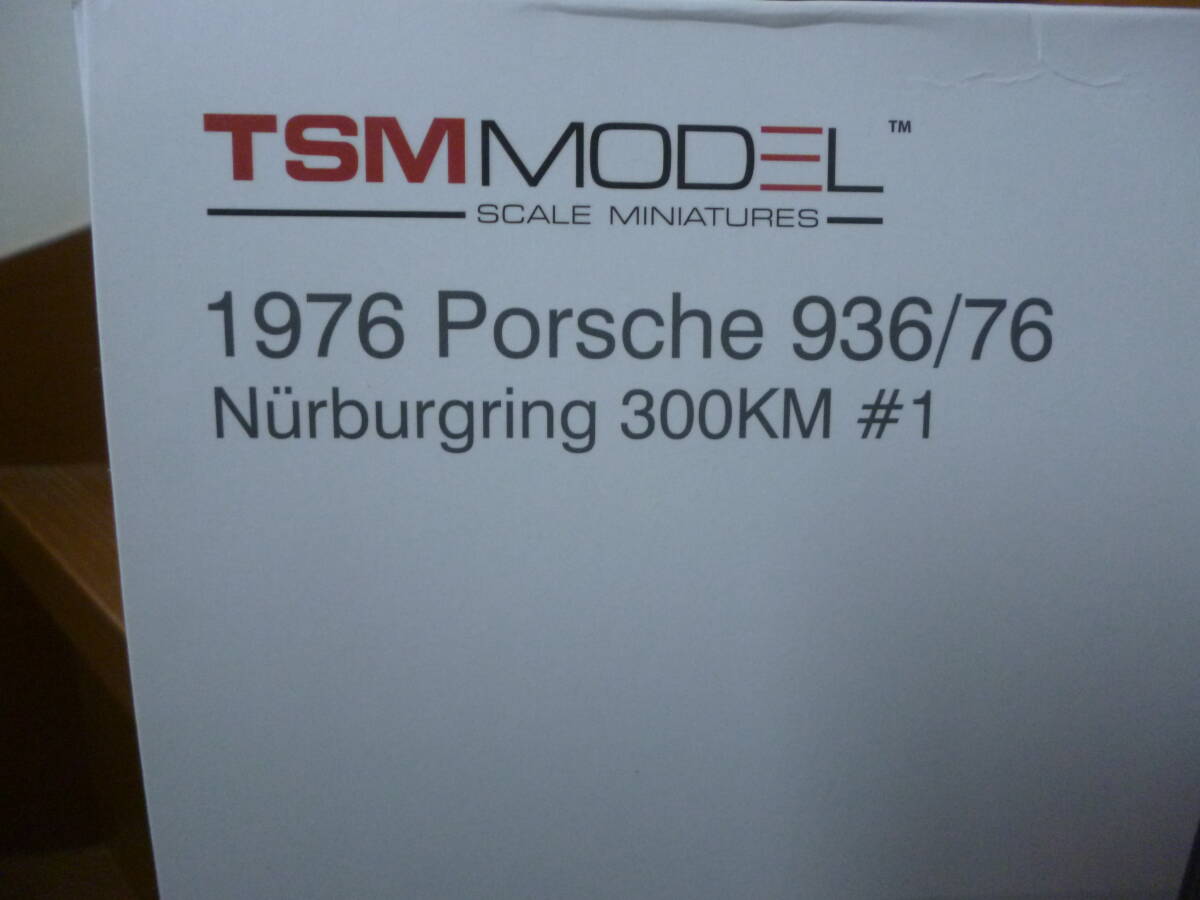 TSMMODEL™
SCALE MINIATURES
1976 Porsche 936/76
Nürburgring 300KM #1